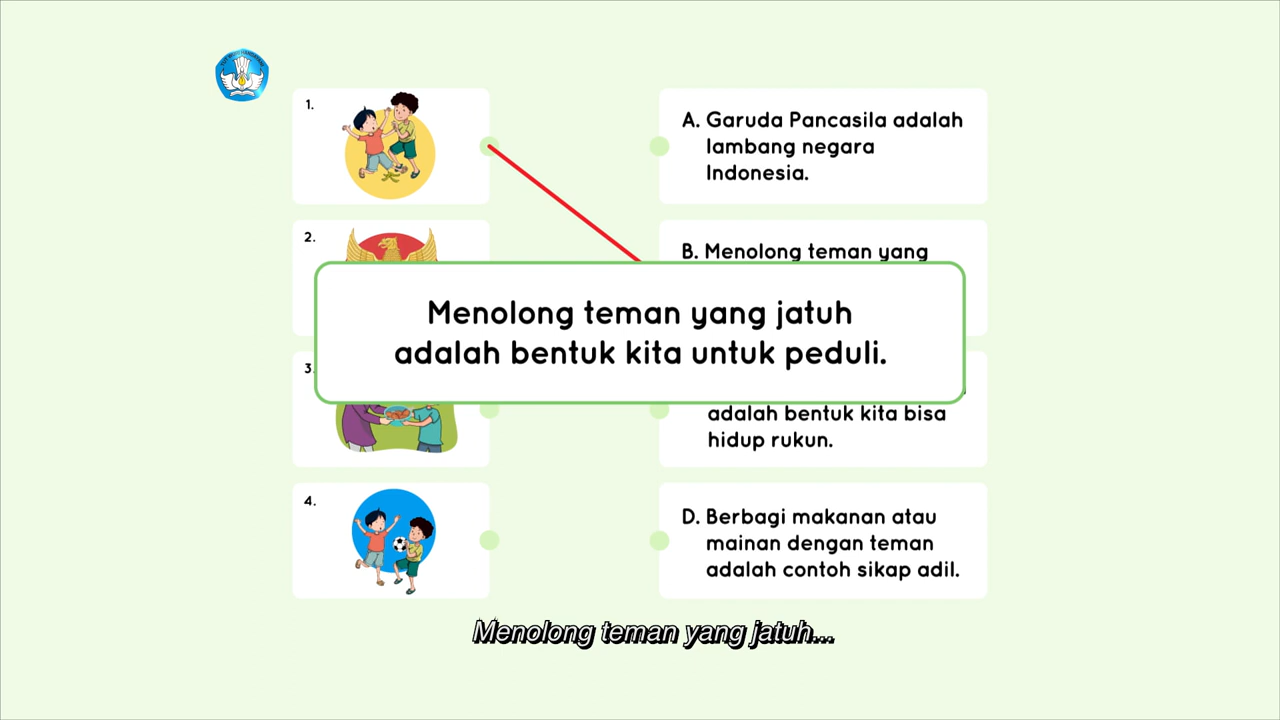 1.
A. Garuda Pancasila adalah
lambang negara
Indonesia.
2.
B. Menolong teman yang
Menolong teman yang jatuh
adalah bentuk kita untuk peduli.
3.
adalah bentuk kita bisa
hidup rukun.
4.
D. Berbagi makanan atau
mainan dengan teman
adalah contoh sikap adil.
Menolong teman yang jatuh...